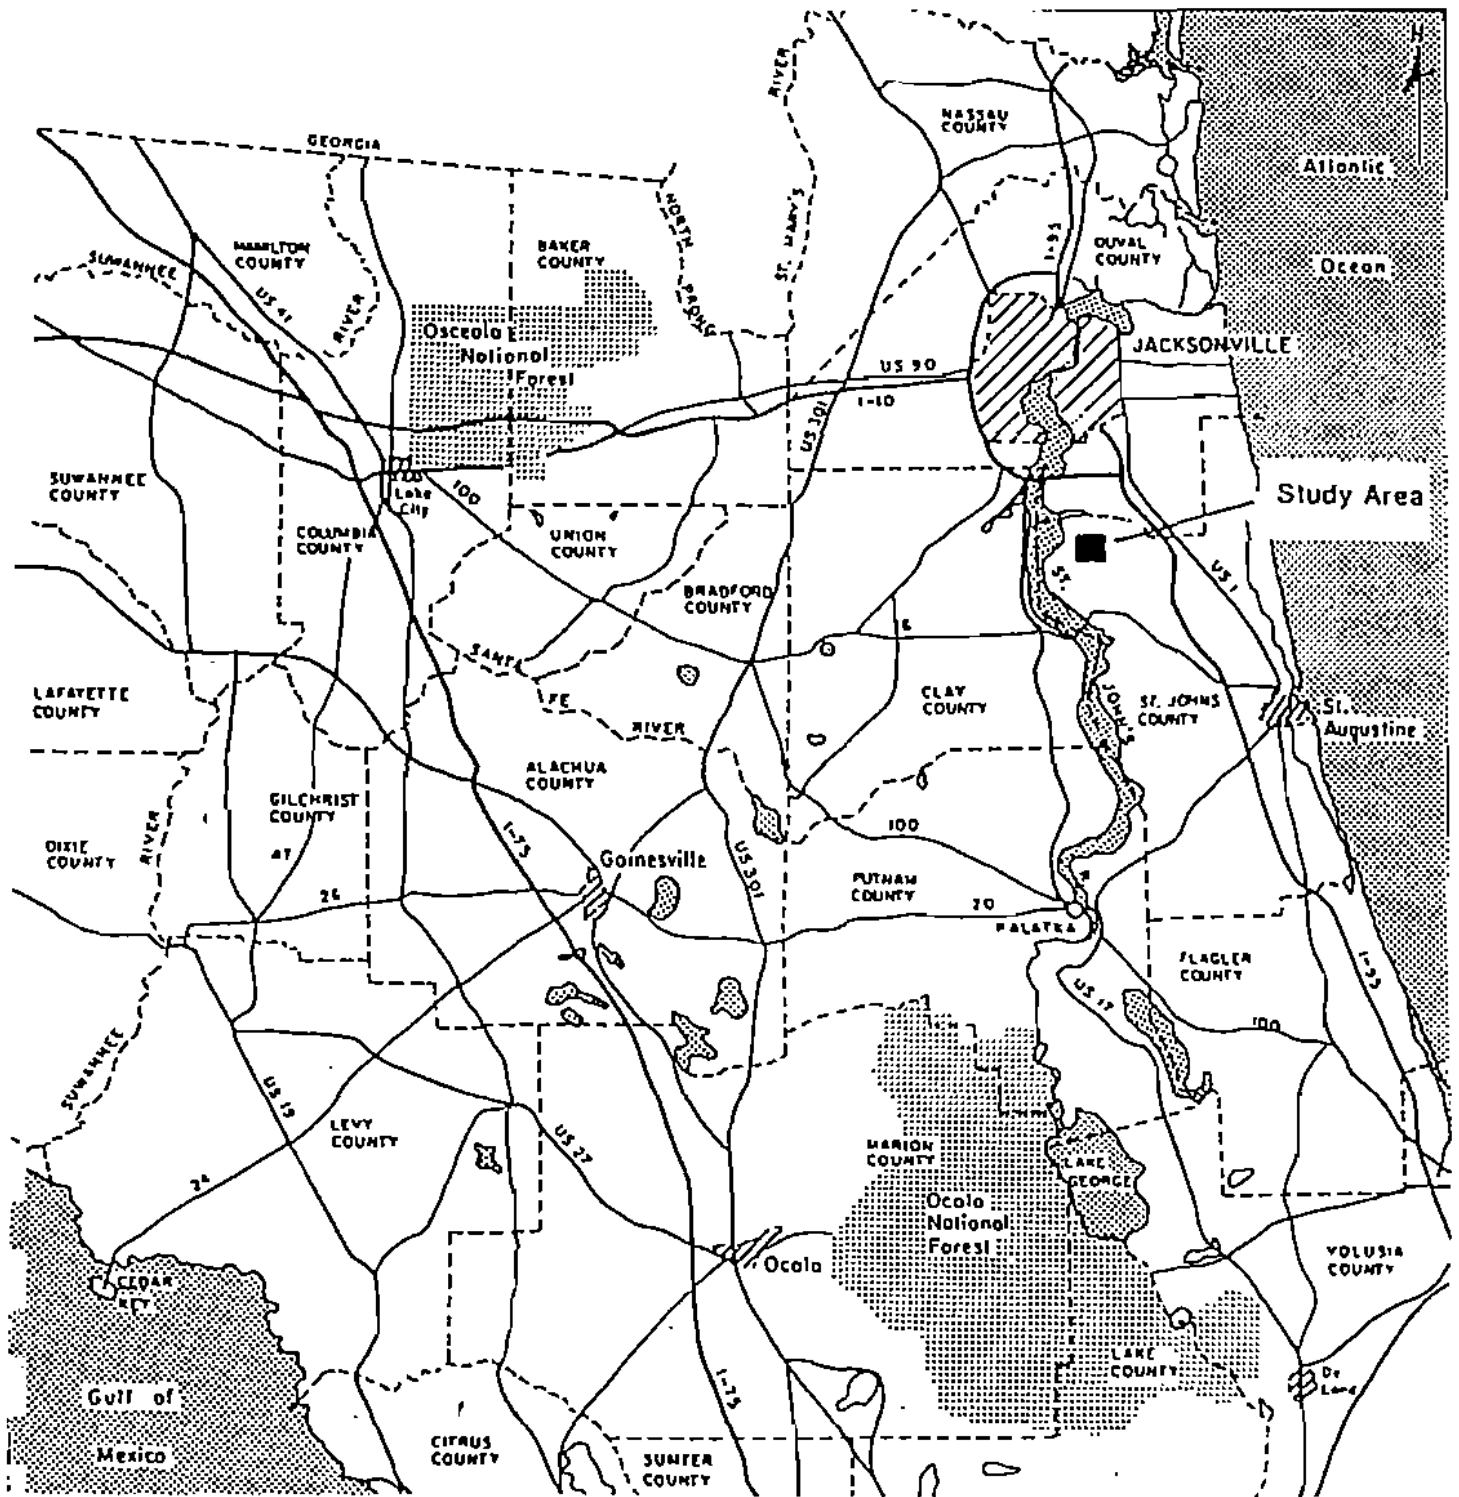 N
RIVER
NASSAU
COUNTY
GEORGIA
Atlantic
Ocean
NORTH
PRONG
ST. MARY'S
I-95
DUVAL
COUNTY
HAMILTON
COUNTY
BAKER
COUNTY
SUWANNEE
RIVER
US 41
Osceola
National
Forest
JACKSONVILLE
US 90
I-10
US 301
SUWANNEE
COUNTY
Lake
City
100
COLUMBIA
COUNTY
UNION
COUNTY
Study Area
BRADFORD
COUNTY
ST.
JOHN'S
US 1
SANTA
FE
RIVER
LAFAYETTE
COUNTY
CLAY
COUNTY
ST. JOHNS
COUNTY
St.
Augustine
ALACHUA
COUNTY
GILCHRIST
COUNTY
47
DIXIE
COUNTY
RIVER
I-75
Gainesville
US 301
100
PUTNAM
COUNTY
26
20
PALATKA
FLAGLER
COUNTY
I-95
US 17
100
SUWANNEE
US 19
LEVY
COUNTY
US 27
24
MARION
COUNTY
LAKE
GEORGE
Ocala
National
Forest
Ocala
VOLUSIA
COUNTY
CEDAR
KEY
LAKE
COUNTY
De
Land
Gulf of
Mexico
I-75
CITRUS
COUNTY
SUMTER
COUNTY